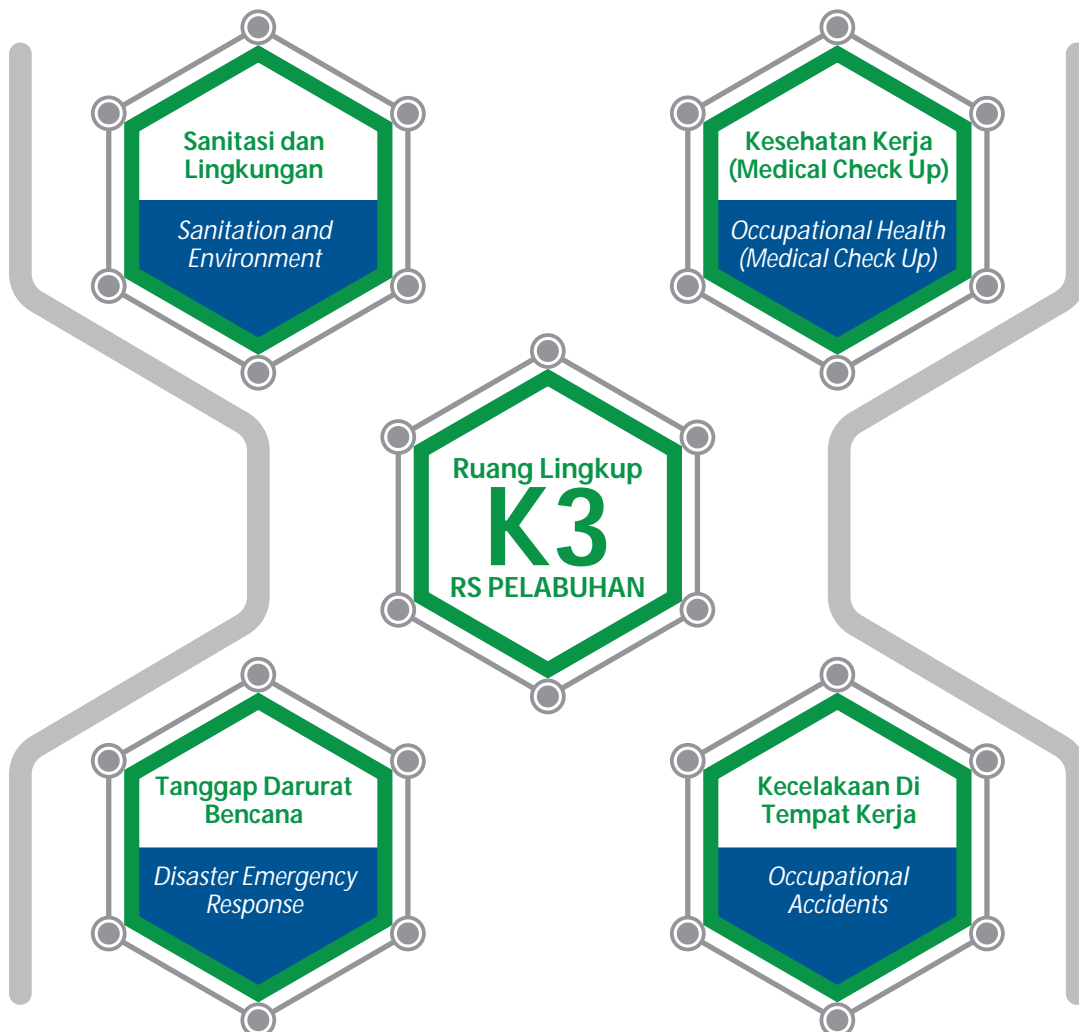 Sanitasi dan
Lingkungan
Sanitation and
Environment
Kesehatan Kerja
(Medical Check Up)
Occupational Health
(Medical Check Up)
Ruang Lingkup
K3
RS PELABUHAN
Tanggap Darurat
Bencana
Disaster Emergency
Response
Kecelakaan Di
Tempat Kerja
Occupational
Accidents